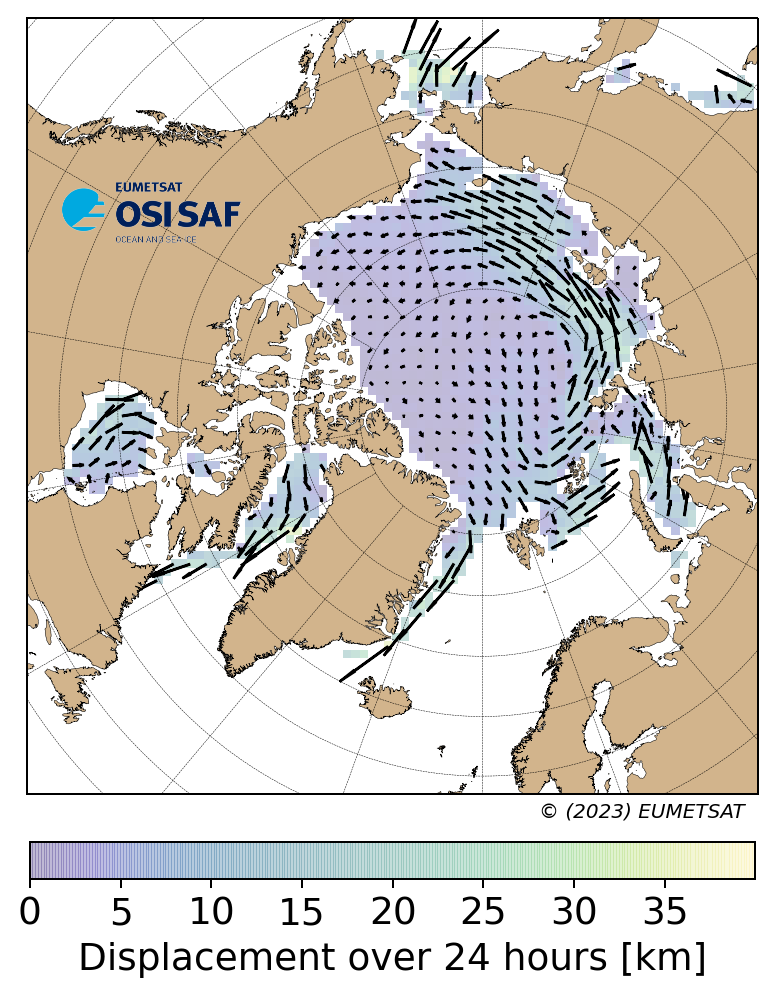 EUMETSAT
OSI SAF
OCEAN AND SEA ICE
© (2023) EUMETSAT
0 5 10 15 20 25 30 35
Displacement over 24 hours [km]